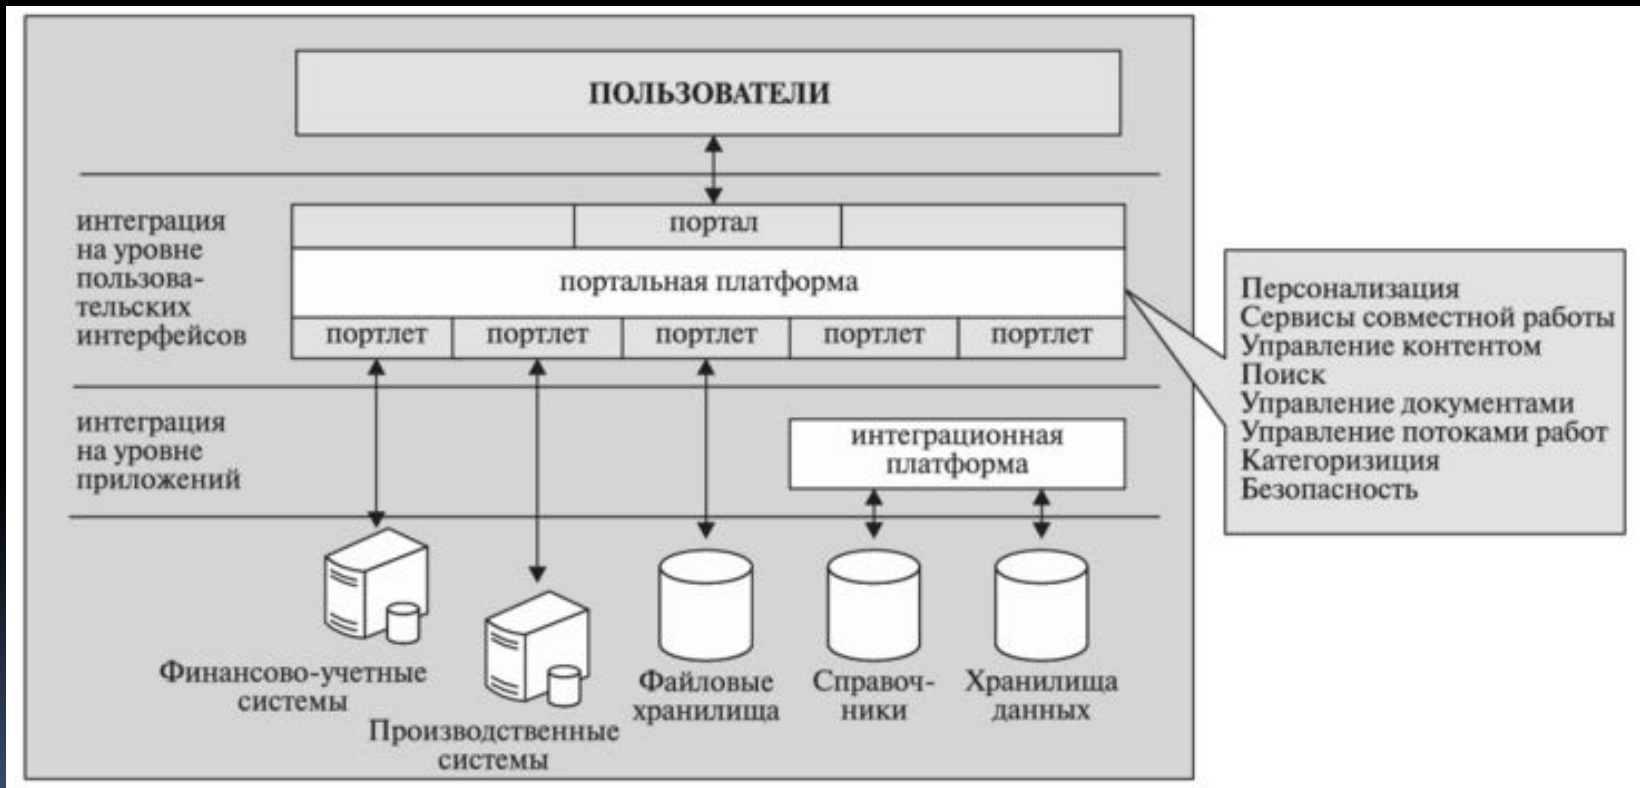 ПОЛЬЗОВАТЕЛИ
интеграция
на уровне
пользова-
тельских
интерфейсов
портал
портальная платформа
портлет портлет портлет портлет портлет
Персонализация
Сервисы совместной работы
Управление контентом
Поиск
Управление документами
Управление потоками работ
Категоризиция
Безопасность
интеграция
на уровне
приложений
интеграционная
платформа
Финансово-учетные
системы
Производственные
системы
Файловые
хранилища
Справоч-
ники
Хранилища
данных